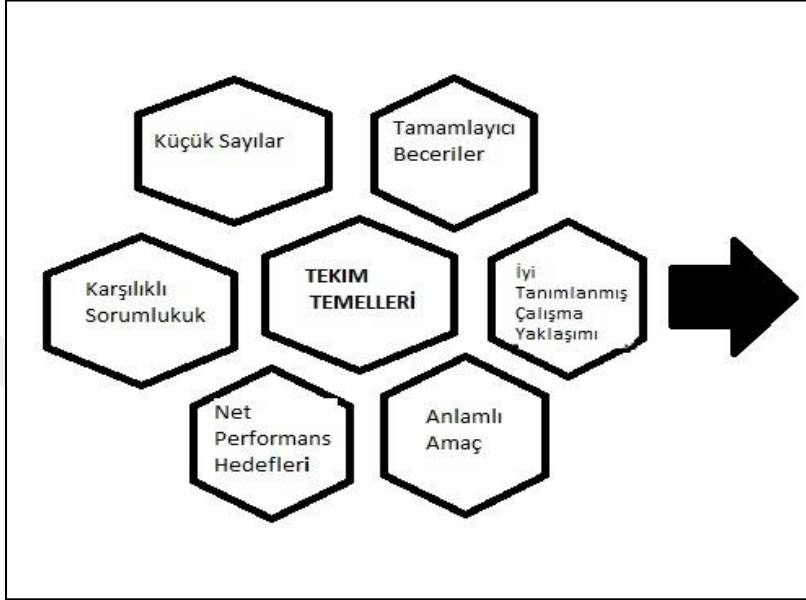 Küçük Sayılar
Tamamlayıcı
Beceriler
Karşılıklı
Sorumlukuk
TEKIM
TEMELLERİ
İyi
Tanımlanmış
Çalışma
Yaklaşımı
Net
Performans
Hedefleri
Anlamlı
Amaç